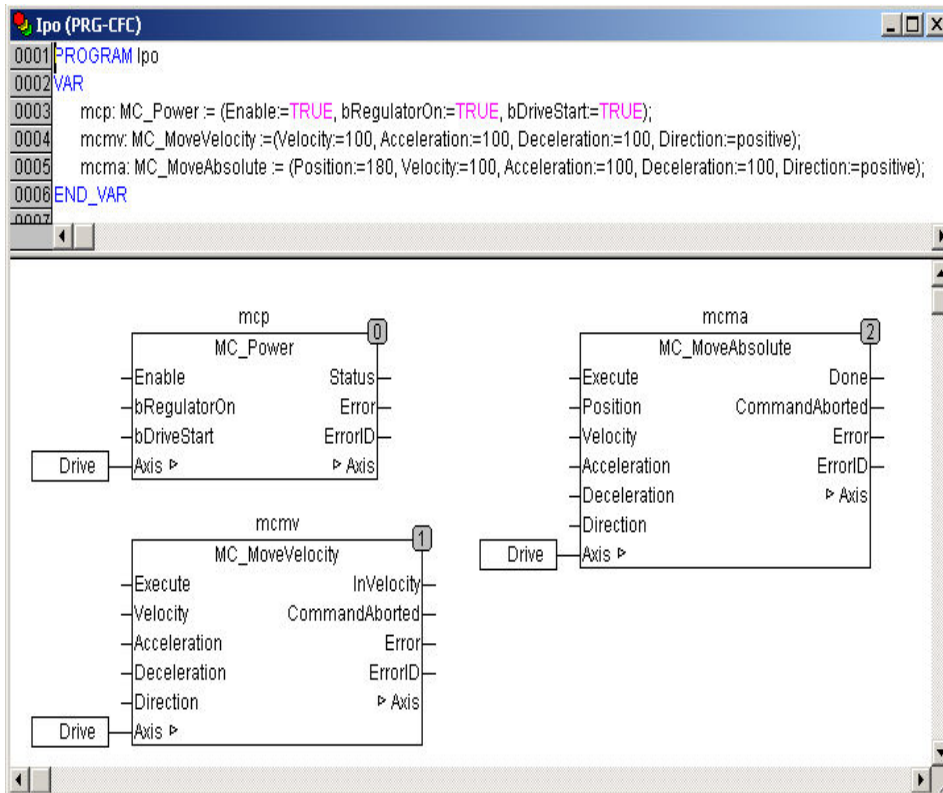 Ipo (PRG-CFC)
0001 PROGRAM Ipo
0002 VAR
0003 mcp: MC_Power := (Enable:=TRUE, bRegulatorOn:=TRUE, bDriveStart:=TRUE);
0004 mcmv: MC_MoveVelocity :=(Velocity:=100, Acceleration:=100, Deceleration:=100, Direction:=positive);
0005 mcma: MC_MoveAbsolute := (Position:=180, Velocity:=100, Acceleration:=100, Deceleration:=100, Direction:=positive);
0006 END_VAR
0007
mcp
0
MC_Power
Enable Status
bRegulatorOn Error
bDriveStart ErrorID
Drive Axis Axis
mcmv
1
MC_MoveVelocity
Execute InVelocity
Velocity CommandAborted
Acceleration Error
Deceleration ErrorID
Direction Axis
Drive Axis
mcma
2
MC_MoveAbsolute
Execute Done
Position CommandAborted
Velocity Error
Acceleration ErrorID
Deceleration Axis
Direction
Drive Axis